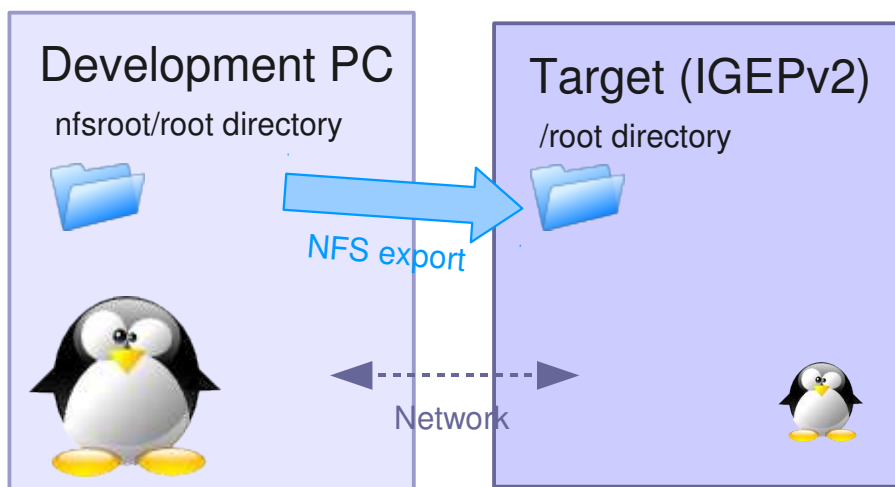 Development PC
nfsroot/root directory
Target (IGEPv2)
/root directory
NFS export
Network